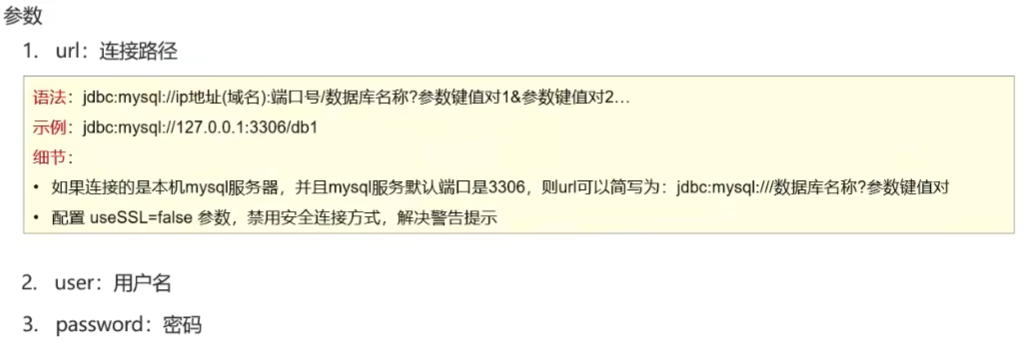 参数
1. url：连接路径
语法：jdbc:mysql://ip地址(域名):端口号/数据库名称?参数键值对1&参数键值对2…
示例：jdbc:mysql://127.0.0.1:3306/db1
细节：
• 如果连接的是本机mysql服务器，并且mysql服务默认端口是3306，则url可以简写为：jdbc:mysql:///数据库名称?参数键值对
• 配置 useSSL=false 参数，禁用安全连接方式，解决警告提示
2. user：用户名
3. password：密码